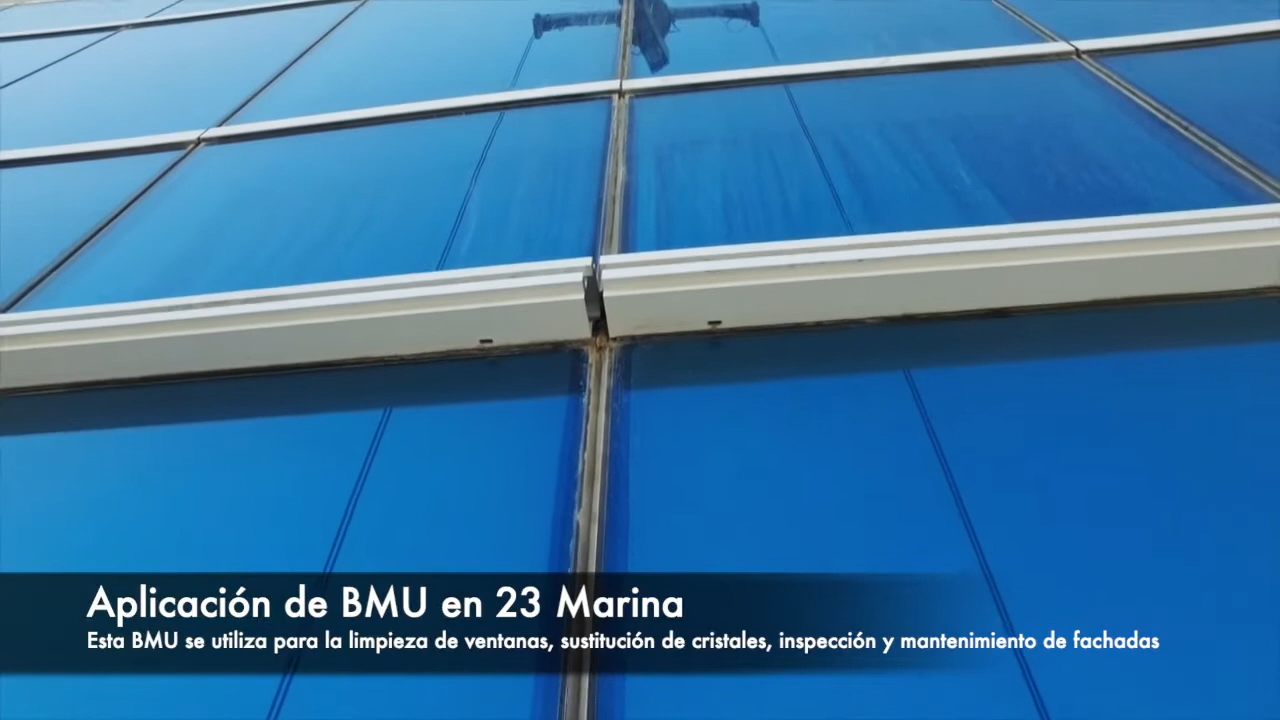 Aplicación de BMU en 23 Marina
Esta BMU se utiliza para la limpieza de ventanas, sustitución de cristales, inspección y mantenimiento de fachadas